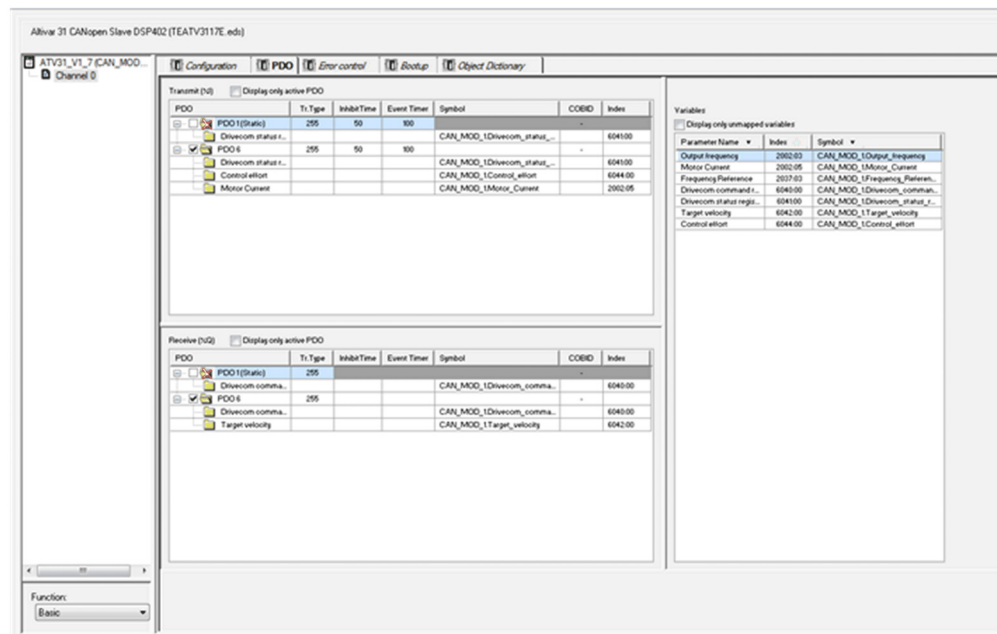 Altivar 31 CANopen Slave DSP402 (TEATV3117E.eds)
ATV31_V1_7 (CAN_MOD...
Channel 0
Configuration PDO Error control Bootup Object Dictionary
Transmit (%I) Display only active PDO
PDO Tr.Type Inhibit Time Event Timer Symbol COBID Index
PDO 1 (Static) 255 50 100 -
Drivecom status r... CAN_MOD_1.Drivecom_status_... 6041:00
PDO 6 255 50 100 -
Drivecom status r... CAN_MOD_1.Drivecom_status_... 6041:00
Control effort CAN_MOD_1.Control_effort 6044:00
Motor Current CAN_MOD_1.Motor_Current 2002:05
Receive (%Q) Display only active PDO
PDO Tr.Type Inhibit Time Event Timer Symbol COBID Index
PDO 1 (Static) 255 -
Drivecom comma... CAN_MOD_1.Drivecom_comma... 6040:00
PDO 6 255 -
Drivecom comma... CAN_MOD_1.Drivecom_comma... 6040:00
Target velocity CAN_MOD_1.Target_velocity 6042:00
Variables
Display only unmapped variables
Parameter Name Index Symbol
Output frequency 2002:03 CAN_MOD_1.Output_frequency
Motor Current 2002:05 CAN_MOD_1.Motor_Current
Frequency Reference 2037:03 CAN_MOD_1.Frequency_Referen...
Drivecom command r... 6040:00 CAN_MOD_1.Drivecom_comman...
Drivecom status regis... 6041:00 CAN_MOD_1.Drivecom_status_r...
Target velocity 6042:00 CAN_MOD_1.Target_velocity
Control effort 6044:00 CAN_MOD_1.Control_effort
Function:
Basic